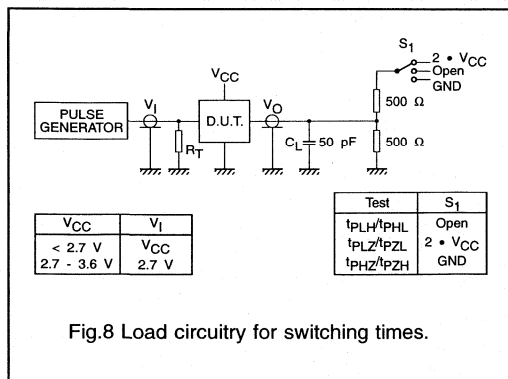 S1
2 • VCC
Open
GND
VCC
PULSE
GENERATOR
VI
D.U.T.
VO
RT
CL
50 pF
500 Ω
500 Ω
VCC VI
< 2.7 V VCC
2.7 - 3.6 V 2.7 V
Test S1
tPLH/tPHL Open
tPLZ/tPZL 2 • VCC
tPHZ/tPZH GND
Fig.8 Load circuitry for switching times.